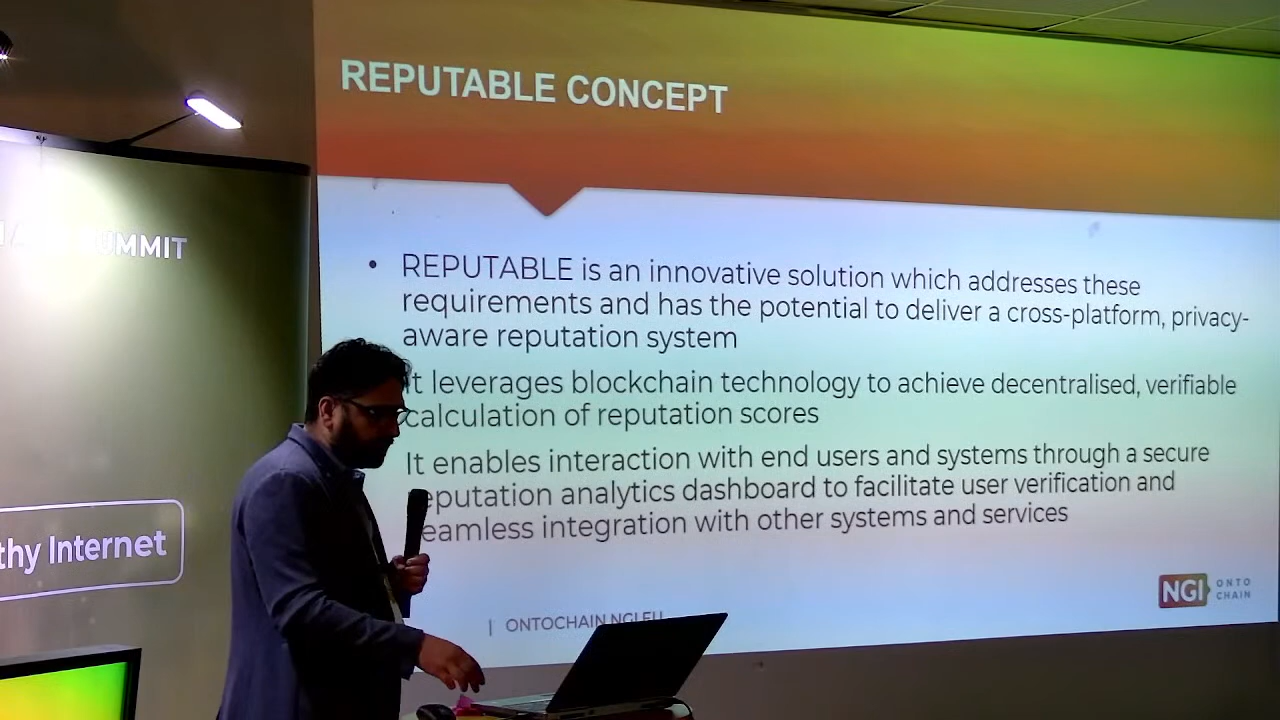 REPUTABLE CONCEPT
SUMMIT
• REPUTABLE is an innovative solution which addresses these
requirements and has the potential to deliver a cross-platform, privacy-
aware reputation system
It leverages blockchain technology to achieve decentralised, verifiable
calculation of reputation scores
It enables interaction with end users and systems through a secure
eputation analytics dashboard to facilitate user verification and
eamless integration with other systems and services
thy Internet
NGI ONTO
CHAIN
| ONTOCHAIN.NGI.EU